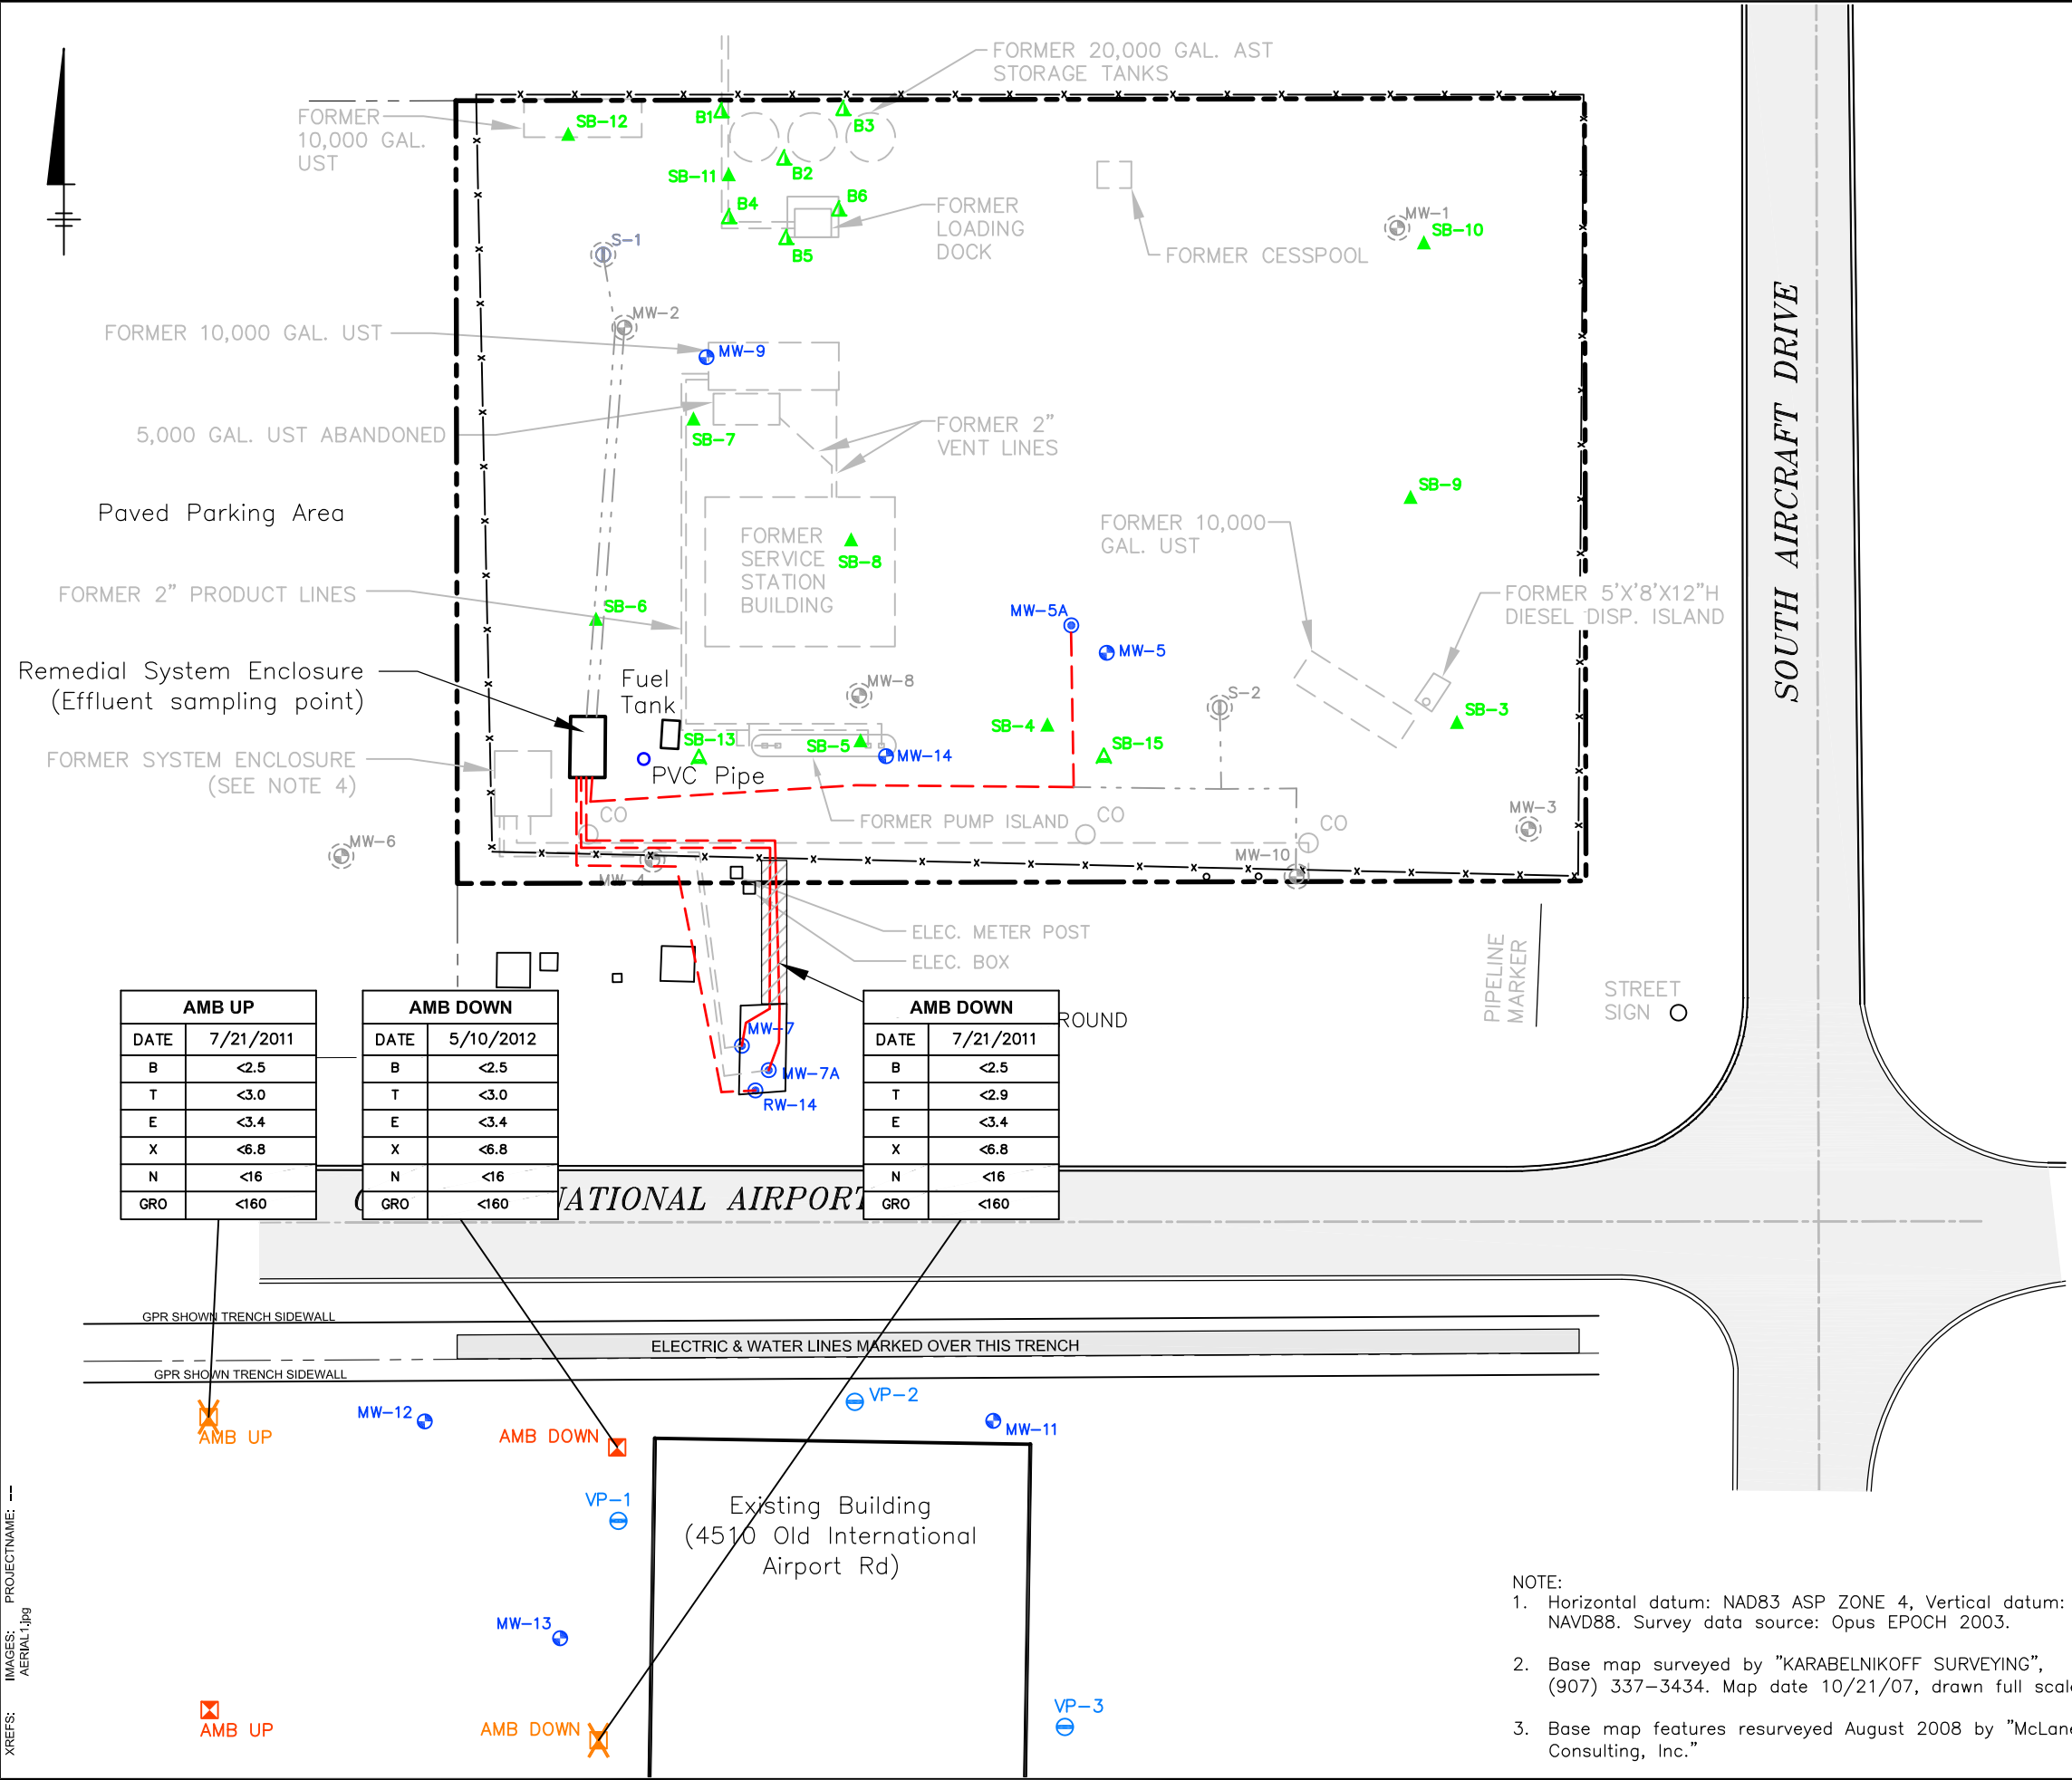 FORMER 20,000 GAL. AST
STORAGE TANKS
FORMER
10,000 GAL.
UST
SB-12
B1
B3
B2
SB-11
B4
B6
B5
FORMER
LOADING
DOCK
FORMER CESSPOOL
MW-1
SB-10
S-1
MW-2
FORMER 10,000 GAL. UST
MW-9
5,000 GAL. UST ABANDONED
SB-7
FORMER 2"
VENT LINES
SOUTH AIRCRAFT DRIVE
Paved Parking Area
SB-9
FORMER 10,000
GAL. UST
FORMER
SERVICE
STATION
BUILDING
SB-8
FORMER 2" PRODUCT LINES
SB-6
MW-5A
MW-5
FORMER 5'X'8'X12"H
DIESEL DISP. ISLAND
Remedial System Enclosure
(Effluent sampling point)
Fuel
Tank
MW-8
S-2
SB-4
SB-3
SB-13
SB-5
MW-14
SB-15
FORMER SYSTEM ENCLOSURE
(SEE NOTE 4)
PVC Pipe
CO
FORMER PUMP ISLAND
CO
CO
MW-3
MW-6
MW-4
MW-10
ELEC. METER POST
ELEC. BOX
PIPELINE
MARKER
STREET
SIGN
ROUND
AMB UP
DATE 7/21/2011
B <2.5
T <3.0
E <3.4
X <6.8
N <16
GRO <160
AMB DOWN
DATE 5/10/2012
B <2.5
T <3.0
E <3.4
X <6.8
N <16
GRO <160
AMB DOWN
DATE 7/21/2011
B <2.5
T <2.9
E <3.4
X <6.8
N <16
GRO <160
MW-7
MW-7A
RW-14
NATIONAL AIRPORT
GPR SHOWN TRENCH SIDEWALL
ELECTRIC & WATER LINES MARKED OVER THIS TRENCH
GPR SHOWN TRENCH SIDEWALL
AMB UP
MW-12
AMB DOWN
VP-2
MW-11
VP-1
Existing Building
(4510 Old International
Airport Rd)
MW-13
AMB UP
AMB DOWN
VP-3
NOTE:
1. Horizontal datum: NAD83 ASP ZONE 4, Vertical datum:
NAVD88. Survey data source: Opus EPOCH 2003.
2. Base map surveyed by "KARABELNIKOFF SURVEYING",
(907) 337-3434. Map date 10/21/07, drawn full scale
3. Base map features resurveyed August 2008 by "McLane
Consulting, Inc."
XREFS: IMAGES: PROJECTNAME: --
AERIAL1.jpg